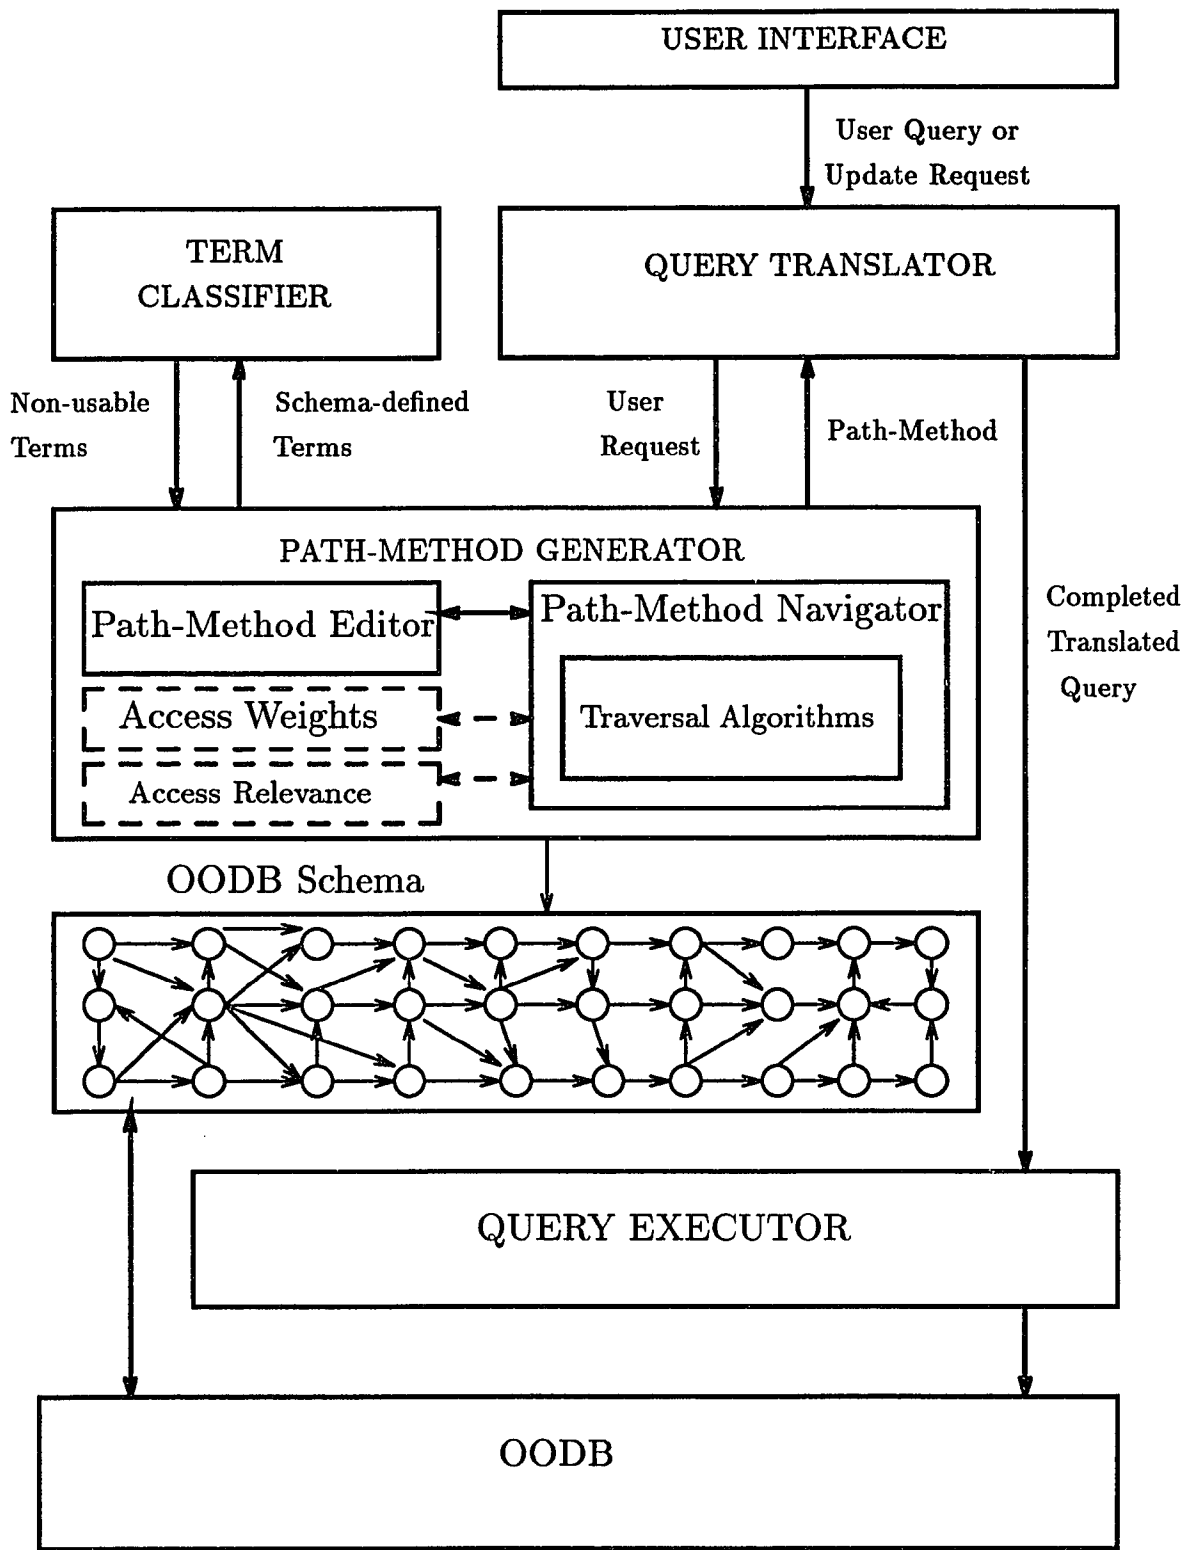 USER INTERFACE
User Query or
Update Request
TERM
CLASSIFIER
QUERY TRANSLATOR
Non-usable
Terms
Schema-defined
Terms
User
Request
Path-Method
PATH-METHOD GENERATOR
Path-Method Editor
Path-Method Navigator
Access Weights
Traversal Algorithms
Access Relevance
Completed
Translated
Query
OODB Schema
QUERY EXECUTOR
OODB